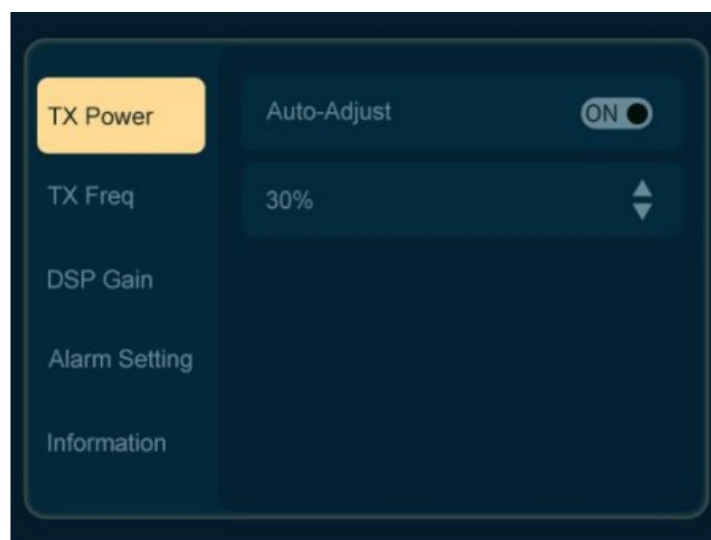 TX Power
Auto-Adjust
ON
TX Freq
30%
DSP Gain
Alarm Setting
Information